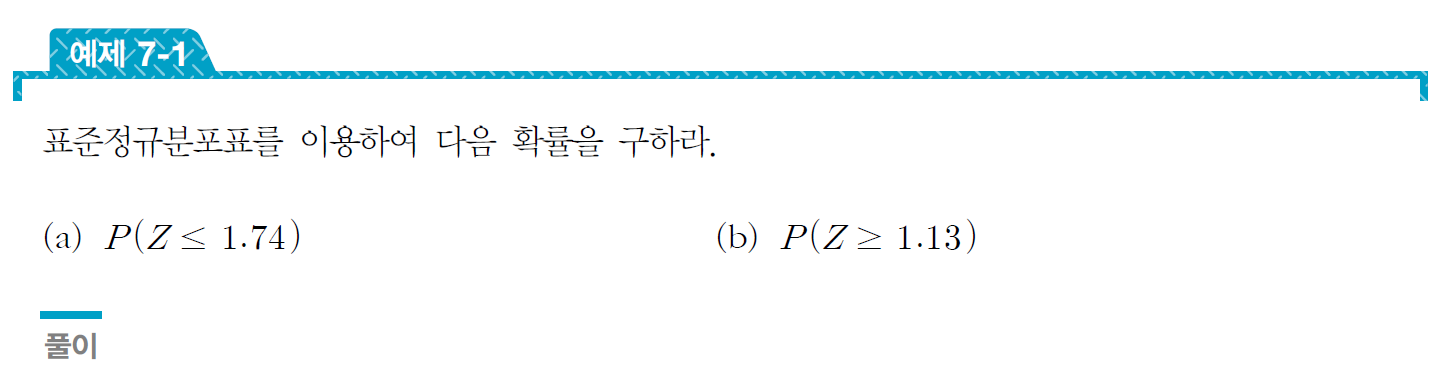 예제 7-1
표준정규분포표를 이용하여 다음 확률을 구하라.
(a) P(Z ≤ 1.74) (b) P(Z ≥ 1.13)
풀이